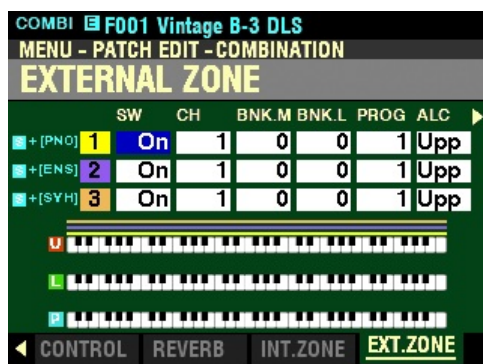 COMBI E F001 Vintage B-3 DLS
MENU - PATCH EDIT - COMBINATION
EXTERNAL ZONE
SW CH BNK.M BNK.L PROG ALC
S + [PNO] 1 On 1 0 0 1 Upp
S + [ENS] 2 On 1 0 0 1 Upp
S + [SYH] 3 On 1 0 0 1 Upp
U
L
P
CONTROL REVERB INT.ZONE EXT.ZONE